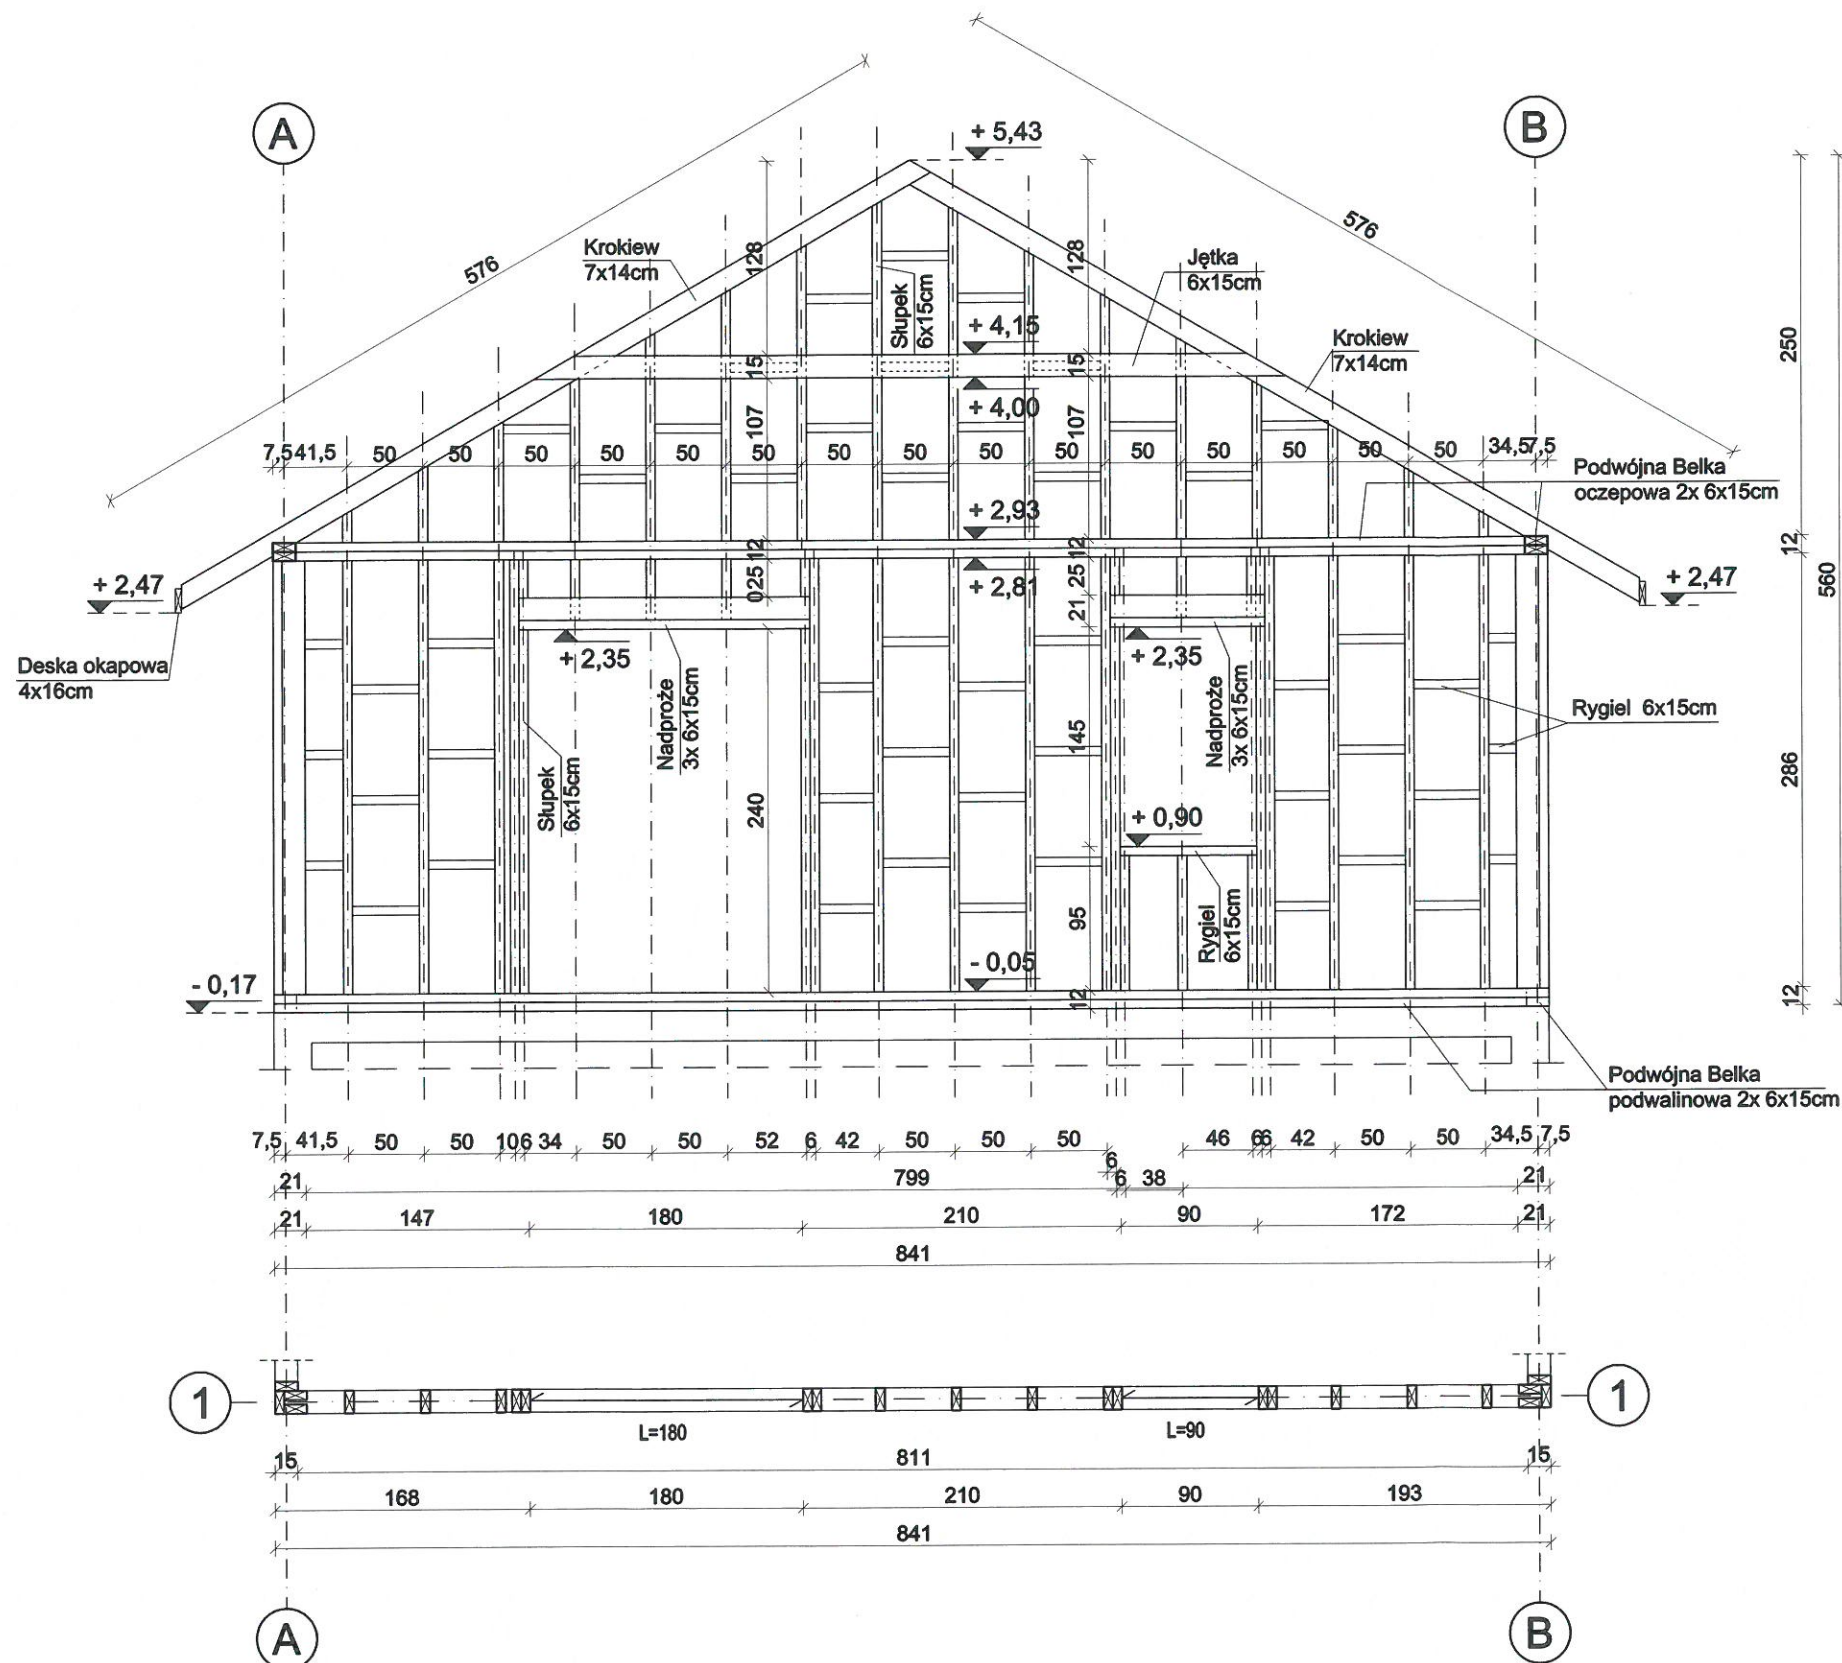 A
B
+ 5,43
576
576
Krokiew
7x14cm
128
Słupek
6x15cm
128
Jętka
6x15cm
+ 4,15
Krokiew
7x14cm
250
15
15
+ 4,00
107
107
7,5 41,5 50 50 50 50 50 50 50 50 50 50 50 50 50 50 50 34,5 7,5
Podwójna Belka
oczepowa 2x 6x15cm
+ 2,93
12
12
12
560
+ 2,47
025
25
+ 2,81
+ 2,47
21
+ 2,35
+ 2,35
Deska okapowa
4x16cm
Nadproże
3x 6x15cm
Nadproże
3x 6x15cm
Rygiel 6x15cm
145
Słupek
6x15cm
240
286
+ 0,90
95
Rygiel
6x15cm
- 0,05
- 0,17
12
12
Podwójna Belka
podwalinowa 2x 6x15cm
7,5 41,5 50 50 10 6 34 50 50 52 6 42 50 50 50 46 6 6 42 50 50 34,5 7,5
6
6 38
21 799 21
21 147 180 210 90 172 21
841
1
1
L=180 L=90
15 811 15
168 180 210 90 193
841
A
B